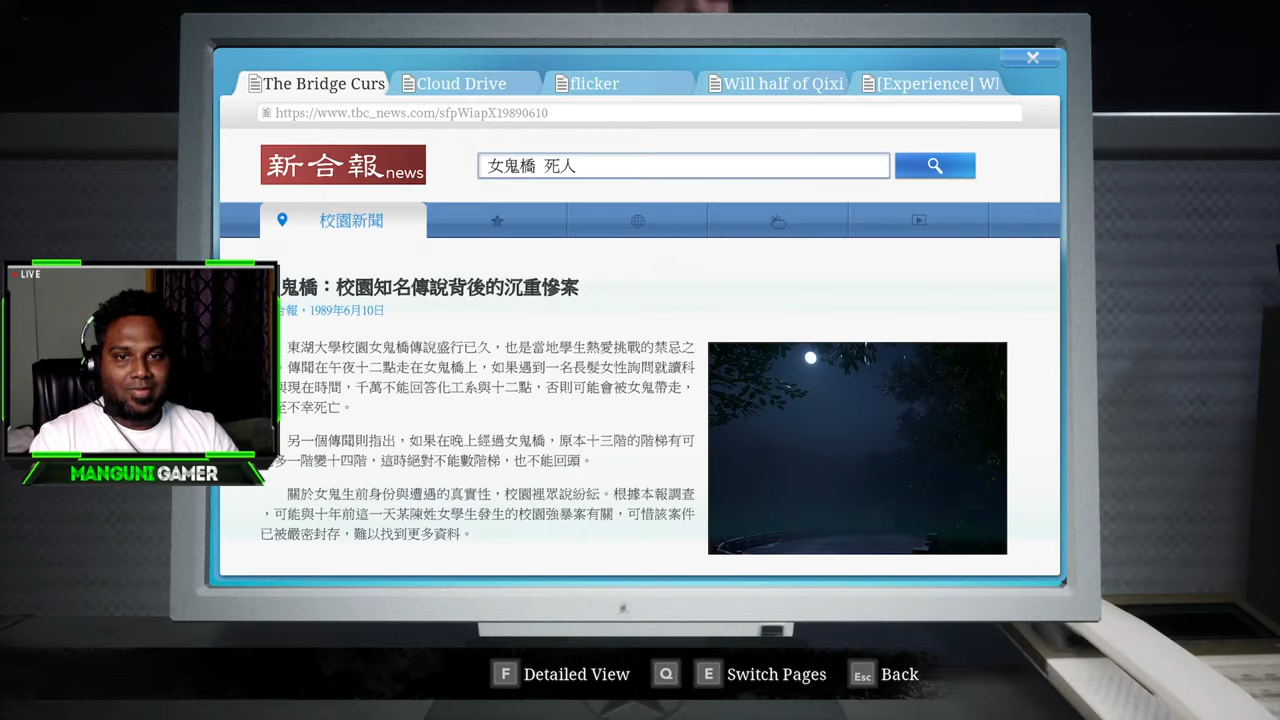 The Bridge Curs
Cloud Drive
flicker
Will half of Qixi
[Experience] Wh
https://www.tbc_news.com/sfpWiapX19890610
新合報news
女鬼橋 死人
校園新聞
LIVE
鬼橋：校園知名傳說背後的沉重慘案
合報，1989年6月10日
東湖大學校園女鬼橋傳說盛行已久，也是當地學生熱愛挑戰的禁忌之
傳聞在午夜十二點走在女鬼橋上，如果遇到一名長髮女性詢問就讀科
與現在時間，千萬不能回答化工系與十二點，否則可能會被女鬼帶走，
至不幸死亡。
另一個傳聞則指出，如果在晚上經過女鬼橋，原本十三階的階梯有可
多一階變十四階，這時絕對不能數階梯，也不能回頭。
關於女鬼生前身份與遭遇的真實性，校園裡眾說紛紜。根據本報調查
，可能與十年前這一天某陳姓女學生發生的校園強暴案有關，可惜該案件
已被嚴密封存，難以找到更多資料。
MANGUNI GAMER
F Detailed View Q E Switch Pages Esc Back